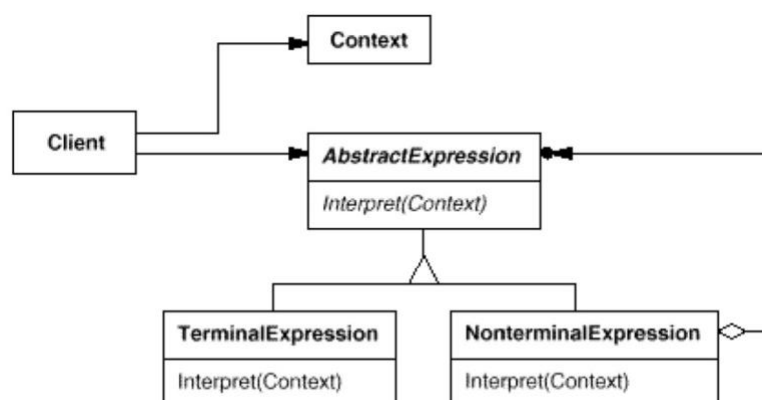 Context
Client
AbstractExpression
Interpret(Context)
TerminalExpression
Interpret(Context)
NonterminalExpression
Interpret(Context)